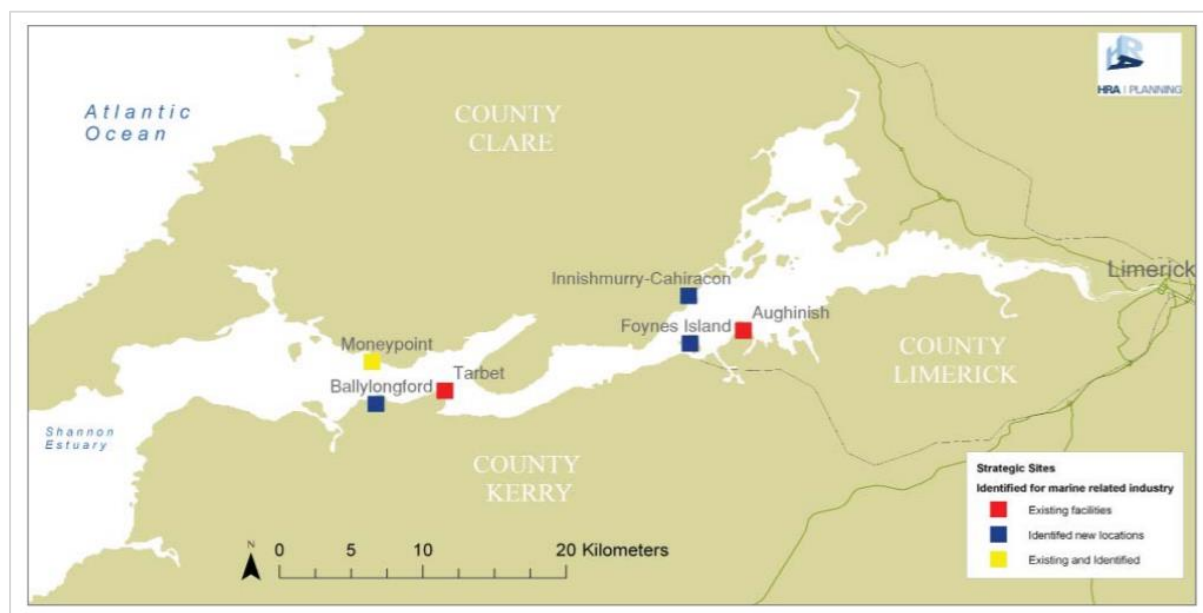 HRA | PLANNING
Atlantic
Ocean
COUNTY
CLARE
Limerick
Innishmurry-Cahiracon
Foynes Island
Aughinish
Moneypoint
COUNTY
LIMERICK
Tarbet
Ballylongford
Shannon
Estuary
COUNTY
KERRY
Strategic Sites
Identified for marine related industry
Existing facilities
Identifed new locations
Existing and Identified
N
0 5 10 20 Kilometers